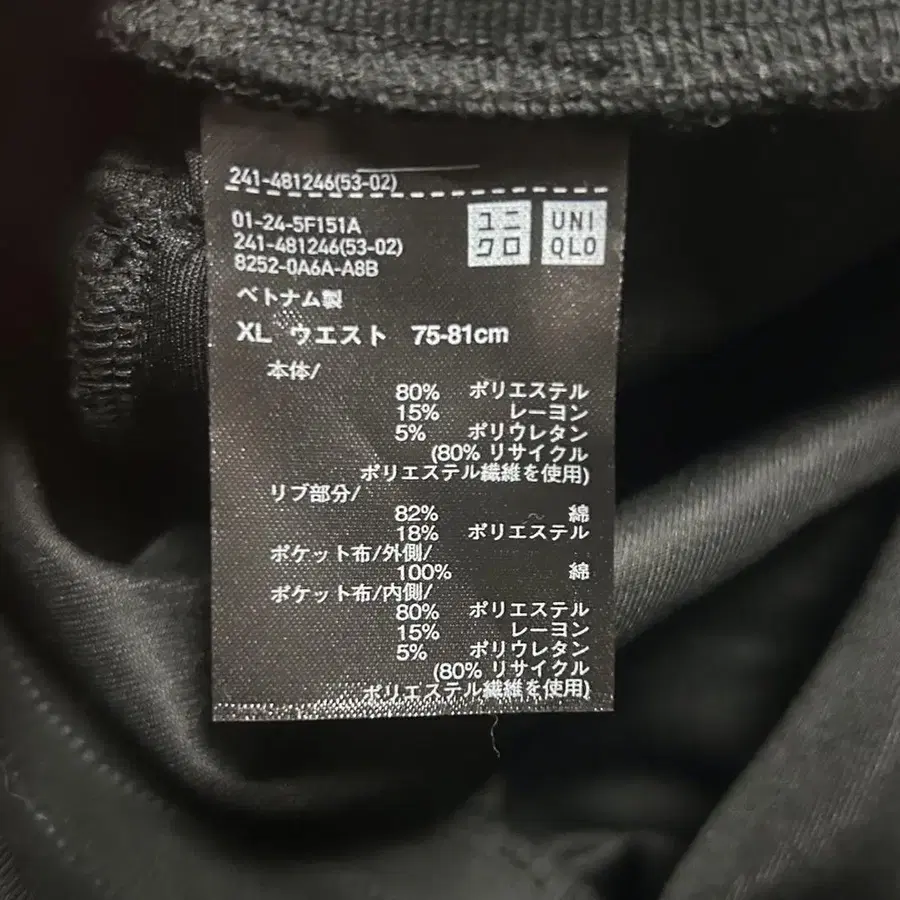 241-481246(53-02)
01-24-5F151A
241-481246(53-02)
8252-0A6A-A8B
ユニ
クロ
UNI
QLO
ベトナム製
XL ウエスト 75-81cm
本体/
80% ポリエステル
15% レーヨン
5% ポリウレタン
(80% リサイクル
ポリエステル繊維を使用)
リブ部分/
82% 綿
18% ポリエステル
ポケット布/外側/
100% 綿
ポケット布/内側/
80% ポリエステル
15% レーヨン
5% ポリウレタン
(80% リサイクル
ポリエステル繊維を使用)